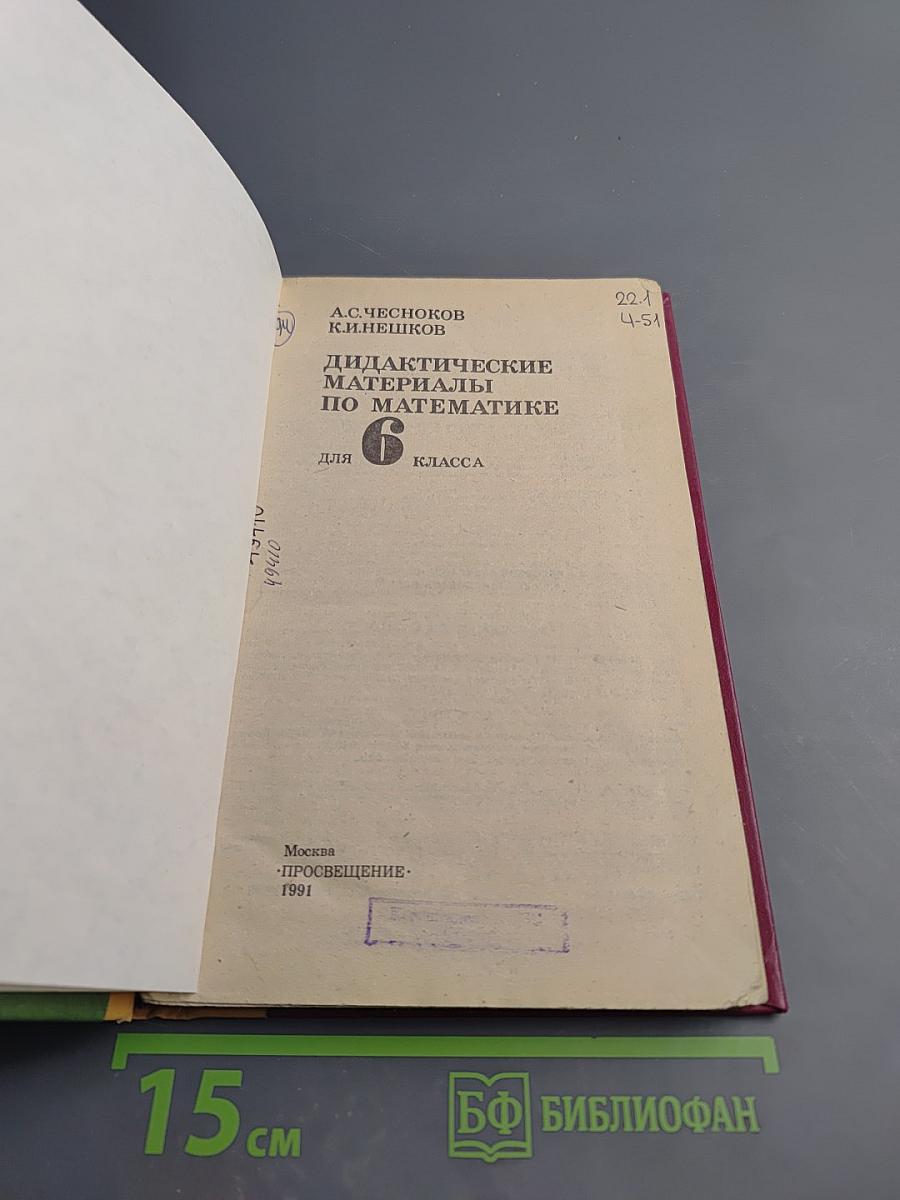 22.1
Ч-51
А.С.ЧЕСНОКОВ
К.И.НЕШКОВ
ДИДАКТИЧЕСКИЕ
МАТЕРИАЛЫ
ПО МАТЕМАТИКЕ
ДЛЯ 6 КЛАССА
Москва
·ПРОСВЕЩЕНИЕ·
1991
15 см
БФ БИБЛИОФАН